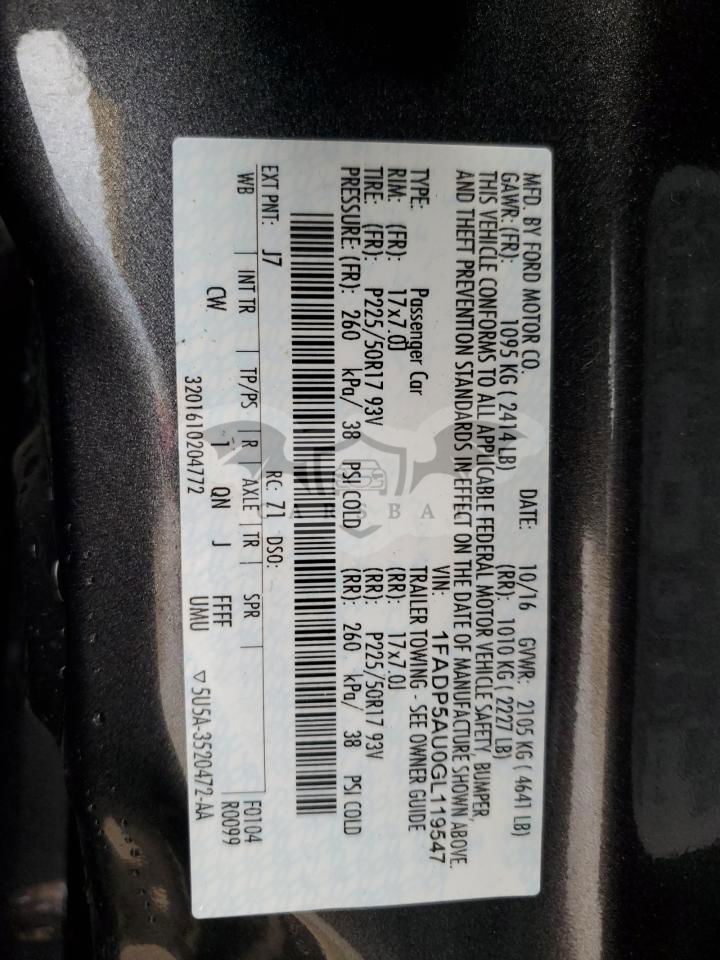 MFD. BY FORD MOTOR CO. DATE: 10/16 GVWR: 2105 KG ( 4641 LB)
GAWR: (FR): 1095 KG ( 2414 LB) (RR): 1010 KG ( 2227 LB)
THIS VEHICLE CONFORMS TO ALL APPLICABLE FEDERAL MOTOR VEHICLE SAFETY, BUMPER,
AND THEFT PREVENTION STANDARDS IN EFFECT ON THE DATE OF MANUFACTURE SHOWN ABOVE.
VIN: 1FADP5AU0GL119547
TYPE: Passenger Car TRAILER TOWING - SEE OWNER GUIDE
RIM: (FR): 17x7.0J (RR): 17x7.0J
TIRE: (FR): P225/50R17 93V (RR): P225/50R17 93V
PRESSURE: (FR): 260 kPa/ 38 PSI COLD (RR): 260 kPa/ 38 PSI COLD
CARSBA
EXT PNT: J7 RC: Z1 DSO: F0104
WB INT TR TP/PS R AXLE TR SPR R0099
CW 1 QN J FFFF
3201610204772 UMU ▽5U5A-3520472-AA